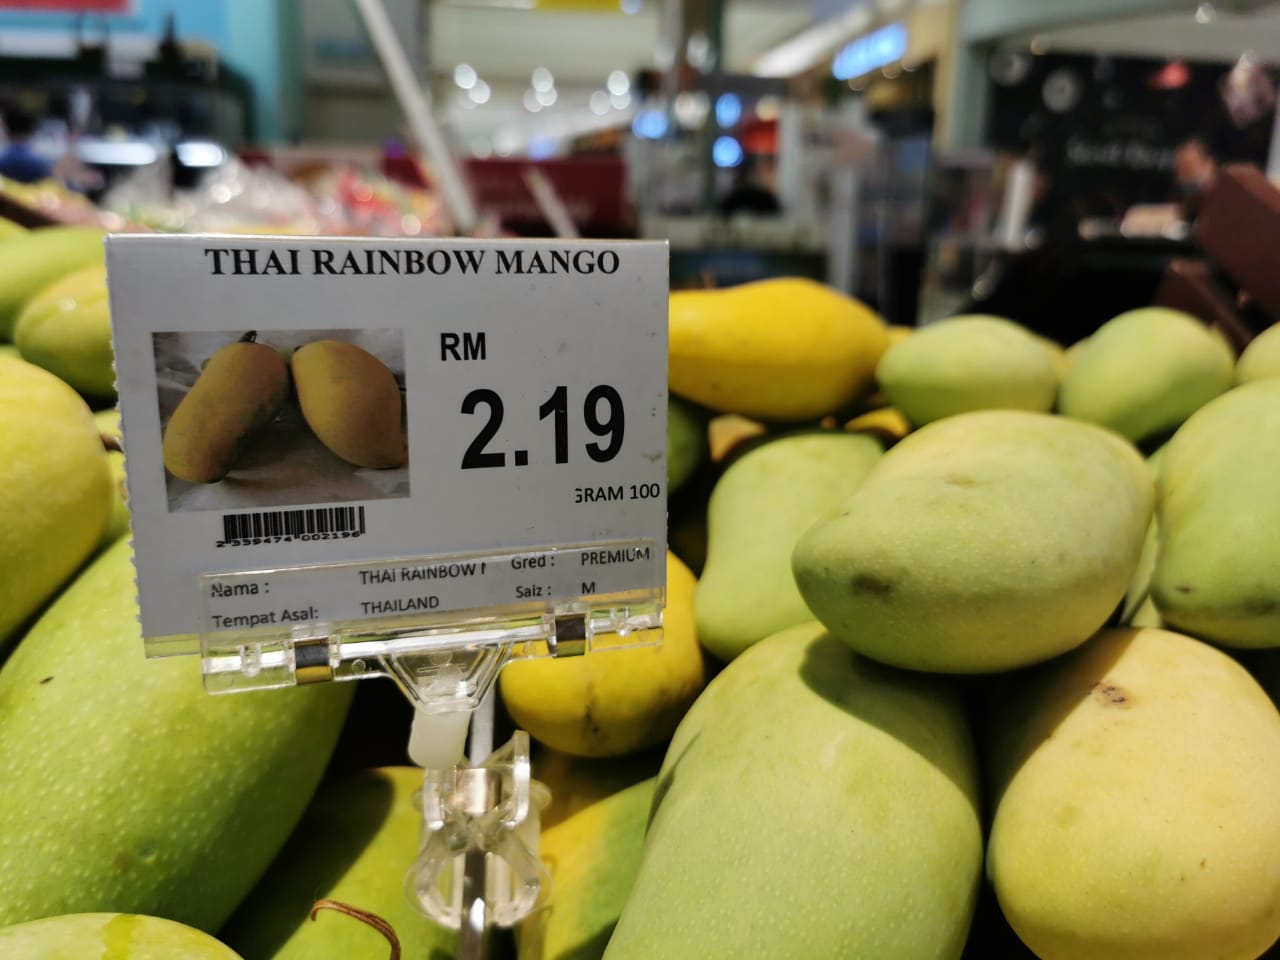 THAI RAINBOW MANGO
RM
2.19
GRAM 100
2 339474 002196
Nama : THAI RAINBOW Gred : PREMIUM
Tempat Asal: THAILAND Saiz : M